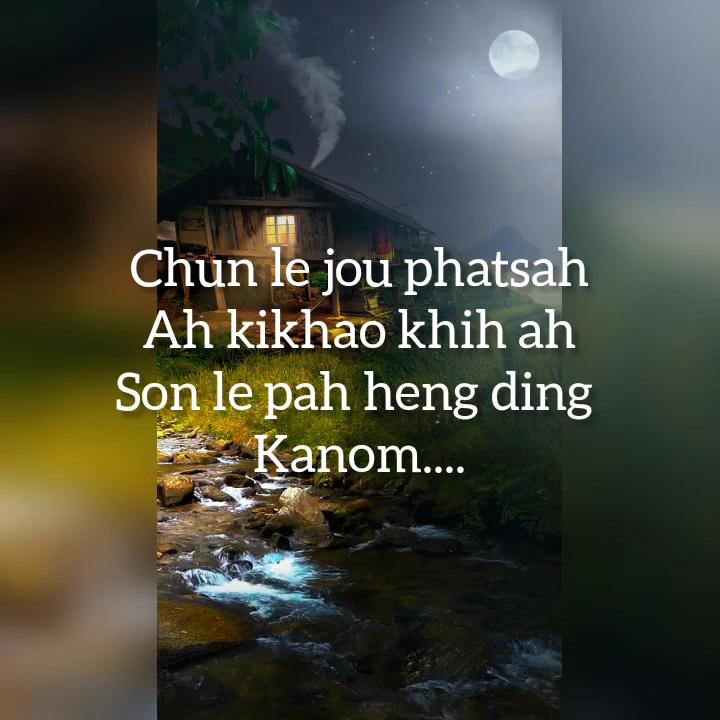 Chun le jou phatsah
Ah kikhao khih ah
Son le pah heng ding
Kanom....